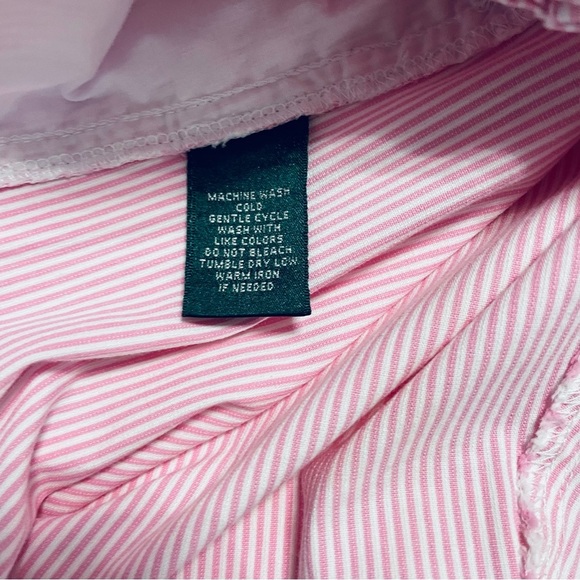 MACHINE WASH
COLD
GENTLE CYCLE
WASH WITH
LIKE COLORS
DO NOT BLEACH
TUMBLE DRY LOW
WARM IRON
IF NEEDED